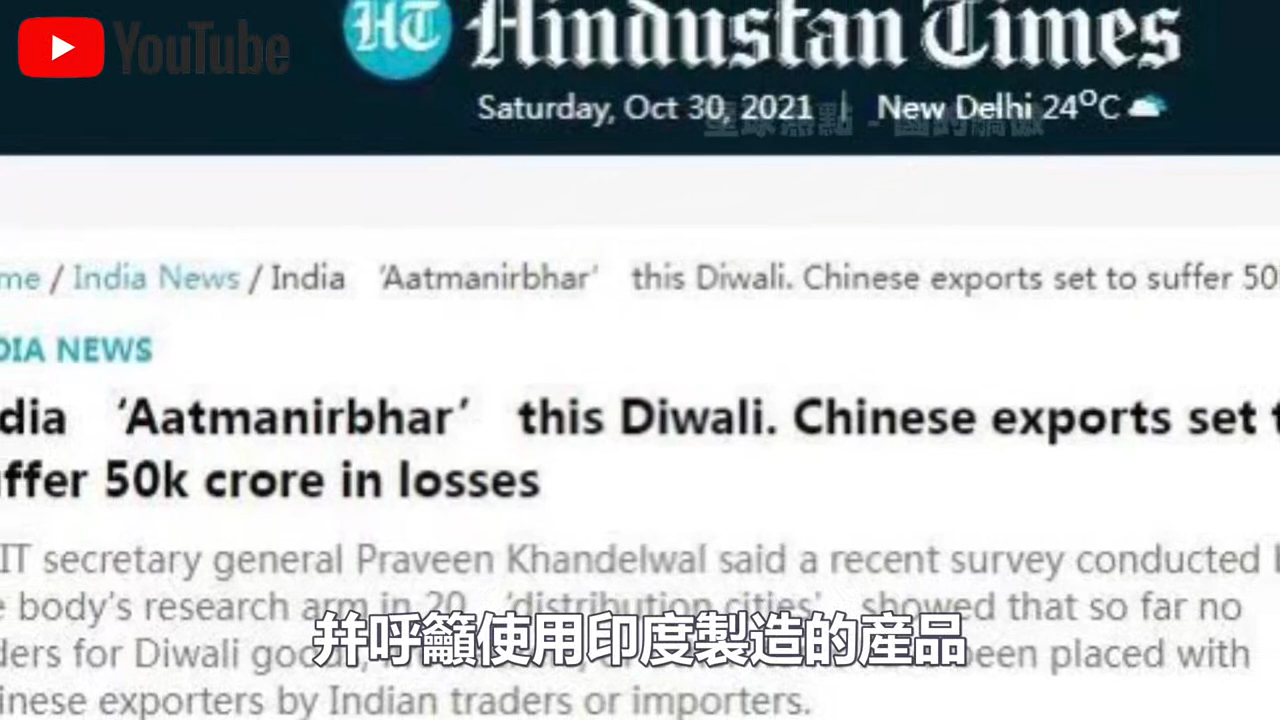 YouTube
HT Hindustan Times
Saturday, Oct 30, 2021 | New Delhi 24°C
me / India News / India 'Aatmanirbhar' this Diwali. Chinese exports set to suffer 50
DIA NEWS
dia 'Aatmanirbhar' this Diwali. Chinese exports set t
uffer 50k crore in losses
IT secretary general Praveen Khandelwal said a recent survey conducted
e body's research arm in 20 'distribution cities' showed that so far no
ders for Diwali goo been placed with
inese exporters by Indian traders or importers.
并呼籲使用印度製造的産品